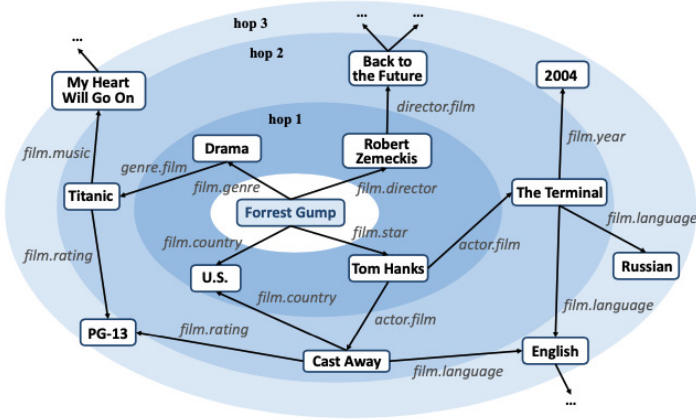 ...
...
...
hop 3
hop 2
My Heart
Will Go On
Back to
the Future
2004
hop 1
director.film
film.music
Drama
Robert
Zemeckis
film.year
genre.film
film.genre
film.director
Titanic
The Terminal
Forrest Gump
film.language
film.country
film.star
actor.film
film.rating
U.S.
Tom Hanks
Russian
film.country
film.language
actor.film
PG-13
film.rating
Cast Away
English
film.language
...